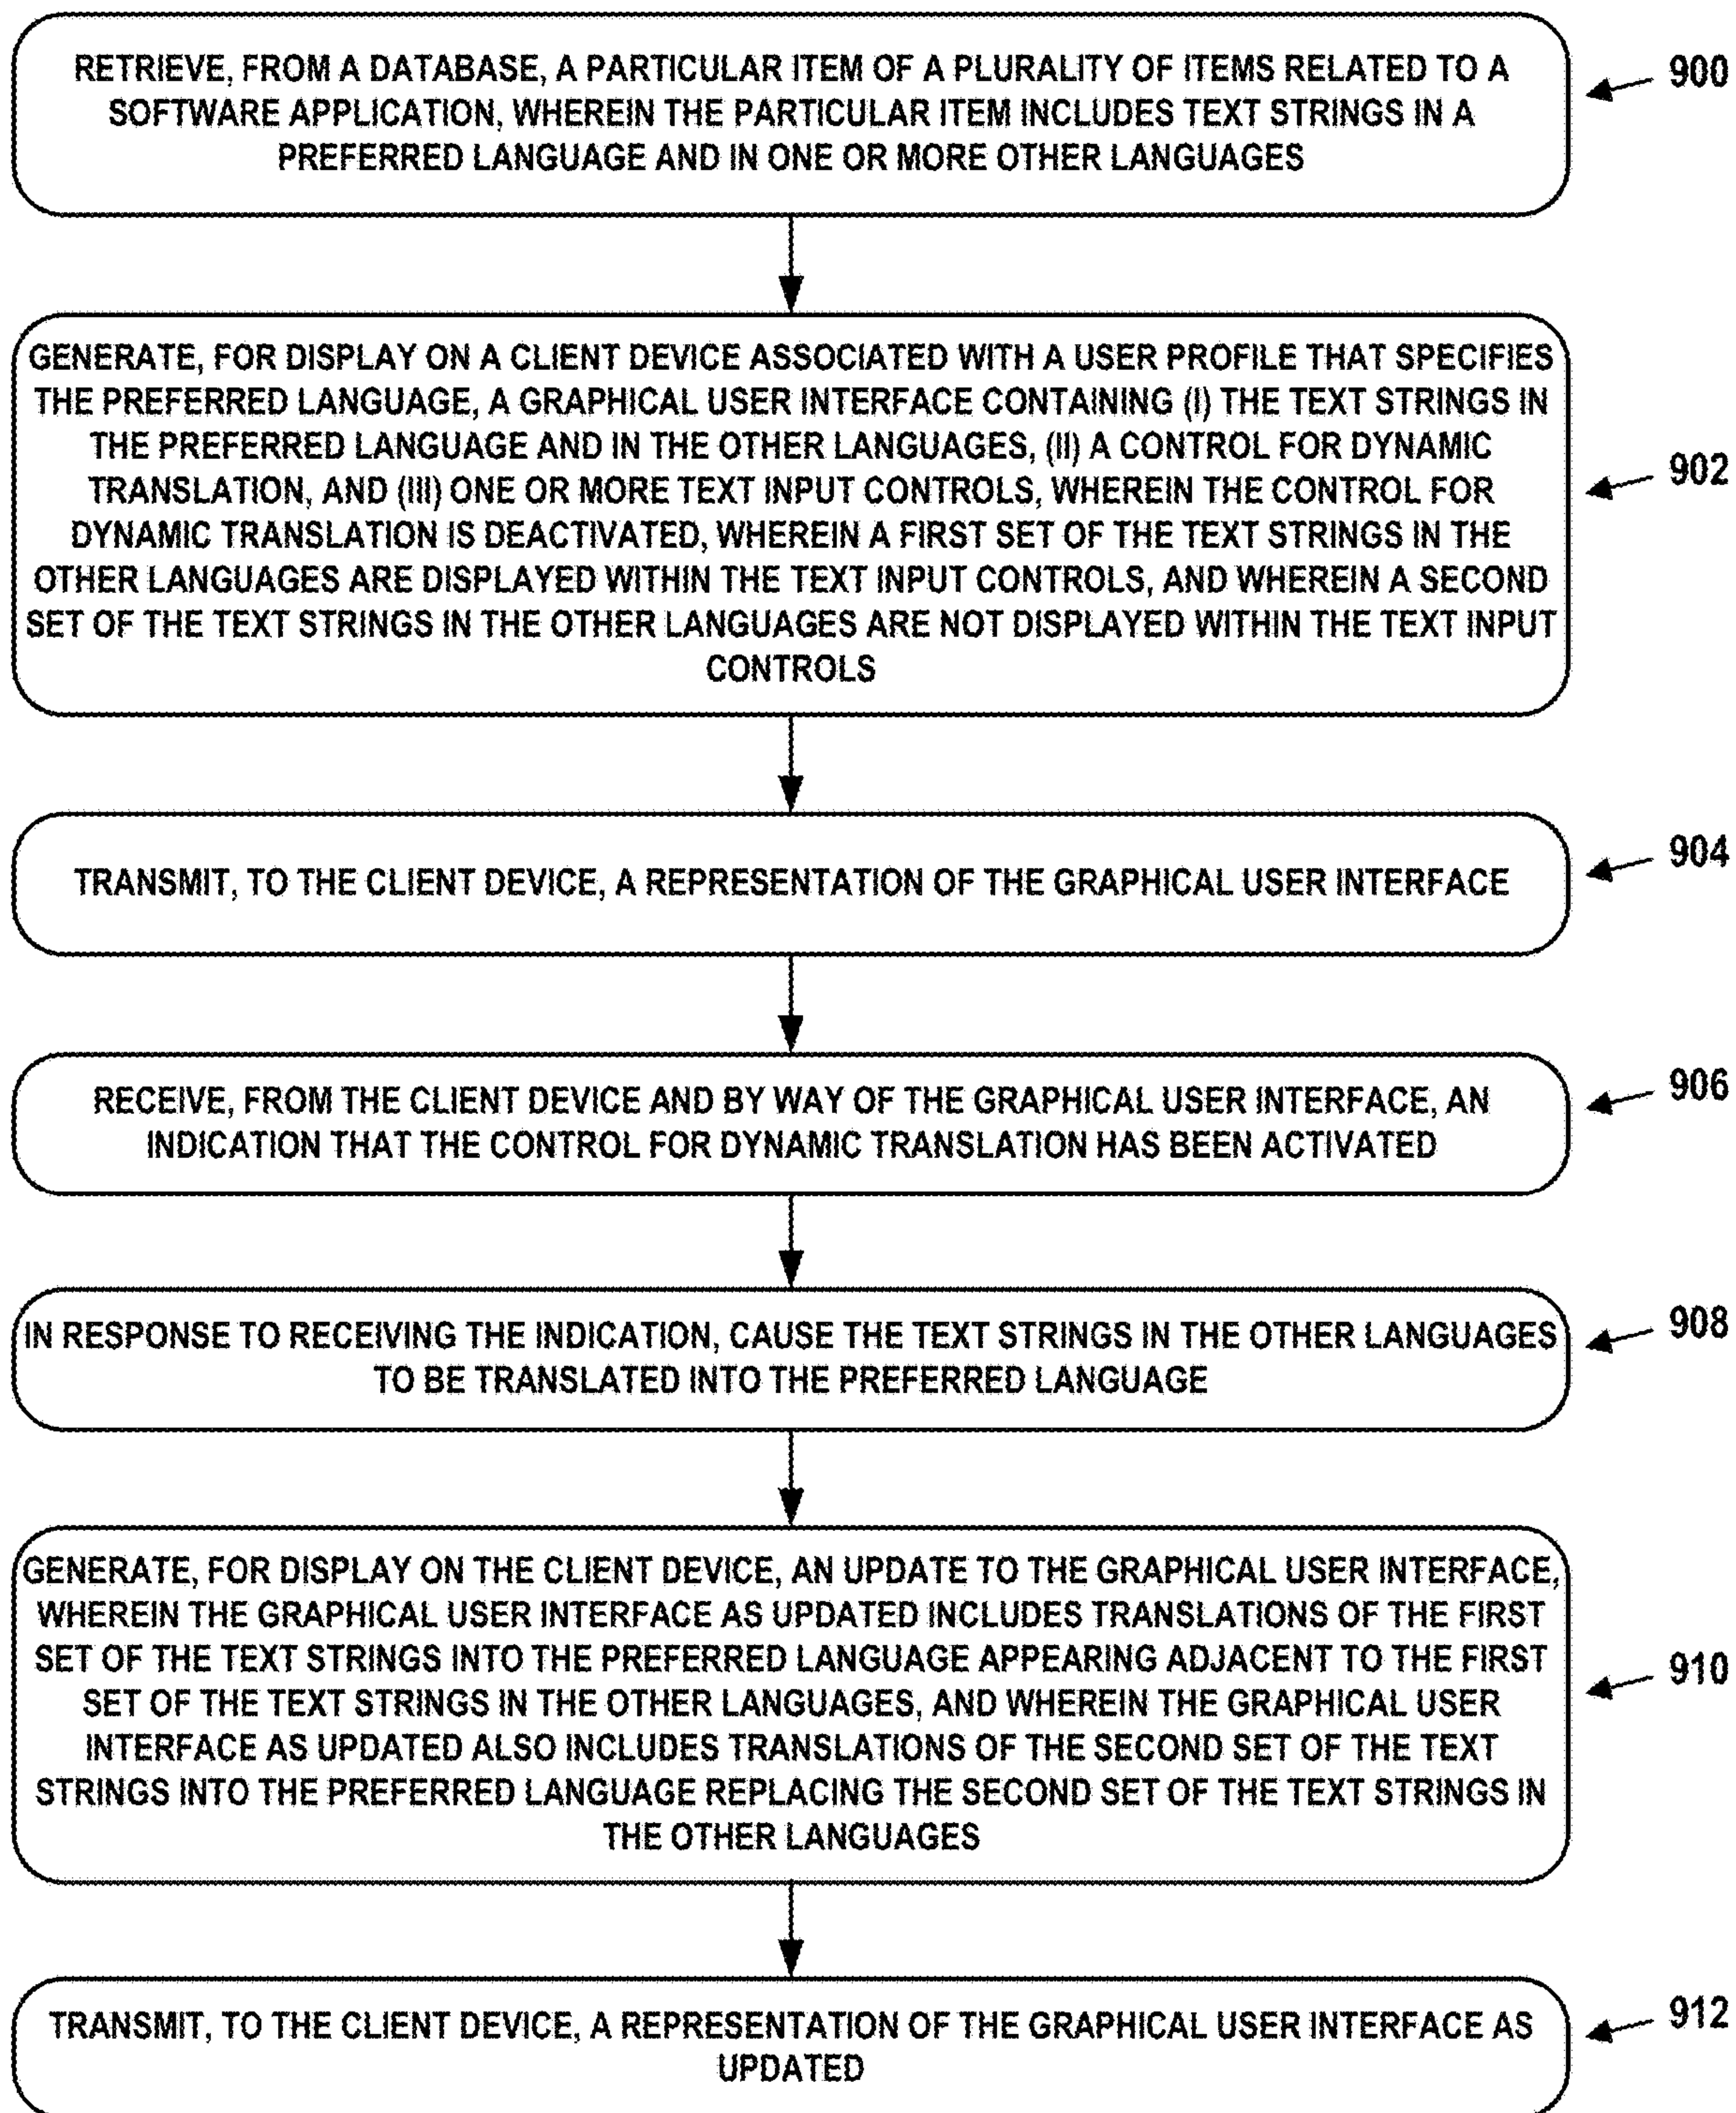 RETRIEVE, FROM A DATABASE, A PARTICULAR ITEM OF A PLURALITY OF ITEMS RELATED TO A
SOFTWARE APPLICATION, WHEREIN THE PARTICULAR ITEM INCLUDES TEXT STRINGS IN A
PREFERRED LANGUAGE AND IN ONE OR MORE OTHER LANGUAGES
900
GENERATE, FOR DISPLAY ON A CLIENT DEVICE ASSOCIATED WITH A USER PROFILE THAT SPECIFIES
THE PREFERRED LANGUAGE, A GRAPHICAL USER INTERFACE CONTAINING (I) THE TEXT STRINGS IN
THE PREFERRED LANGUAGE AND IN THE OTHER LANGUAGES, (II) A CONTROL FOR DYNAMIC
TRANSLATION, AND (III) ONE OR MORE TEXT INPUT CONTROLS, WHEREIN THE CONTROL FOR
DYNAMIC TRANSLATION IS DEACTIVATED, WHEREIN A FIRST SET OF THE TEXT STRINGS IN THE
OTHER LANGUAGES ARE DISPLAYED WITHIN THE TEXT INPUT CONTROLS, AND WHEREIN A SECOND
SET OF THE TEXT STRINGS IN THE OTHER LANGUAGES ARE NOT DISPLAYED WITHIN THE TEXT INPUT
CONTROLS
902
TRANSMIT, TO THE CLIENT DEVICE, A REPRESENTATION OF THE GRAPHICAL USER INTERFACE
904
RECEIVE, FROM THE CLIENT DEVICE AND BY WAY OF THE GRAPHICAL USER INTERFACE, AN
INDICATION THAT THE CONTROL FOR DYNAMIC TRANSLATION HAS BEEN ACTIVATED
906
IN RESPONSE TO RECEIVING THE INDICATION, CAUSE THE TEXT STRINGS IN THE OTHER LANGUAGES
TO BE TRANSLATED INTO THE PREFERRED LANGUAGE
908
GENERATE, FOR DISPLAY ON THE CLIENT DEVICE, AN UPDATE TO THE GRAPHICAL USER INTERFACE,
WHEREIN THE GRAPHICAL USER INTERFACE AS UPDATED INCLUDES TRANSLATIONS OF THE FIRST
SET OF THE TEXT STRINGS INTO THE PREFERRED LANGUAGE APPEARING ADJACENT TO THE FIRST
SET OF THE TEXT STRINGS IN THE OTHER LANGUAGES, AND WHEREIN THE GRAPHICAL USER
INTERFACE AS UPDATED ALSO INCLUDES TRANSLATIONS OF THE SECOND SET OF THE TEXT
STRINGS INTO THE PREFERRED LANGUAGE REPLACING THE SECOND SET OF THE TEXT STRINGS IN
THE OTHER LANGUAGES
910
TRANSMIT, TO THE CLIENT DEVICE, A REPRESENTATION OF THE GRAPHICAL USER INTERFACE AS
UPDATED
912